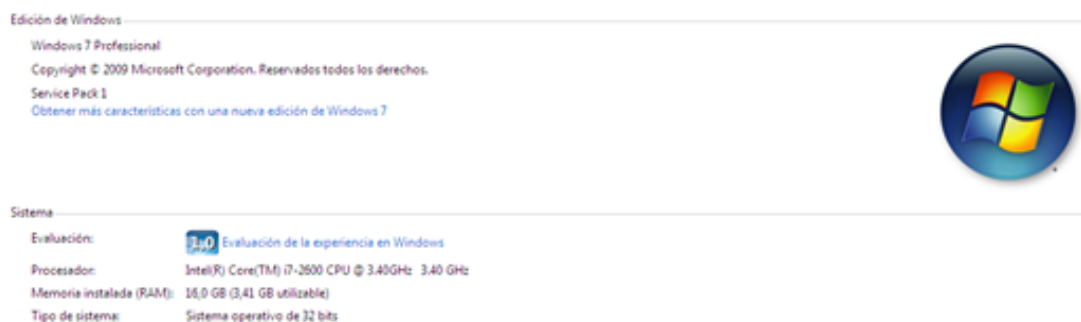 Edición de Windows
Windows 7 Professional
Copyright © 2009 Microsoft Corporation. Reservados todos los derechos.
Service Pack 1
Obtener más características con una nueva edición de Windows 7
Sistema
Evaluación: 1,0 Evaluación de la experiencia en Windows
Procesador: Intel(R) Core(TM) i7-2600 CPU @ 3.40GHz 3.40 GHz
Memoria instalada (RAM): 16,0 GB (3,41 GB utilizable)
Tipo de sistema: Sistema operativo de 32 bits